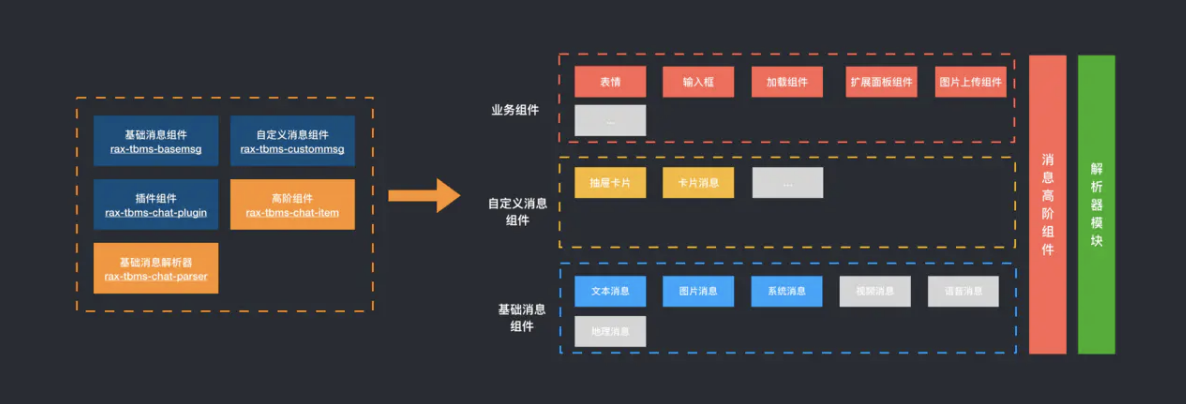 基础消息组件
rax-tbms-basemsg
自定义消息组件
rax-tbms-custommsg
插件组件
rax-tbms-chat-plugin
高阶组件
rax-tbms-chat-item
基础消息解析器
rax-tbms-chat-parser
业务组件
表情
输入框
加载组件
扩展面板组件
图片上传组件
...
自定义消息
组件
抽屉卡片
卡片消息
...
基础消息
组件
文本消息
图片消息
系统消息
视频消息
语音消息
地理消息
消息高阶组件
解析器模块